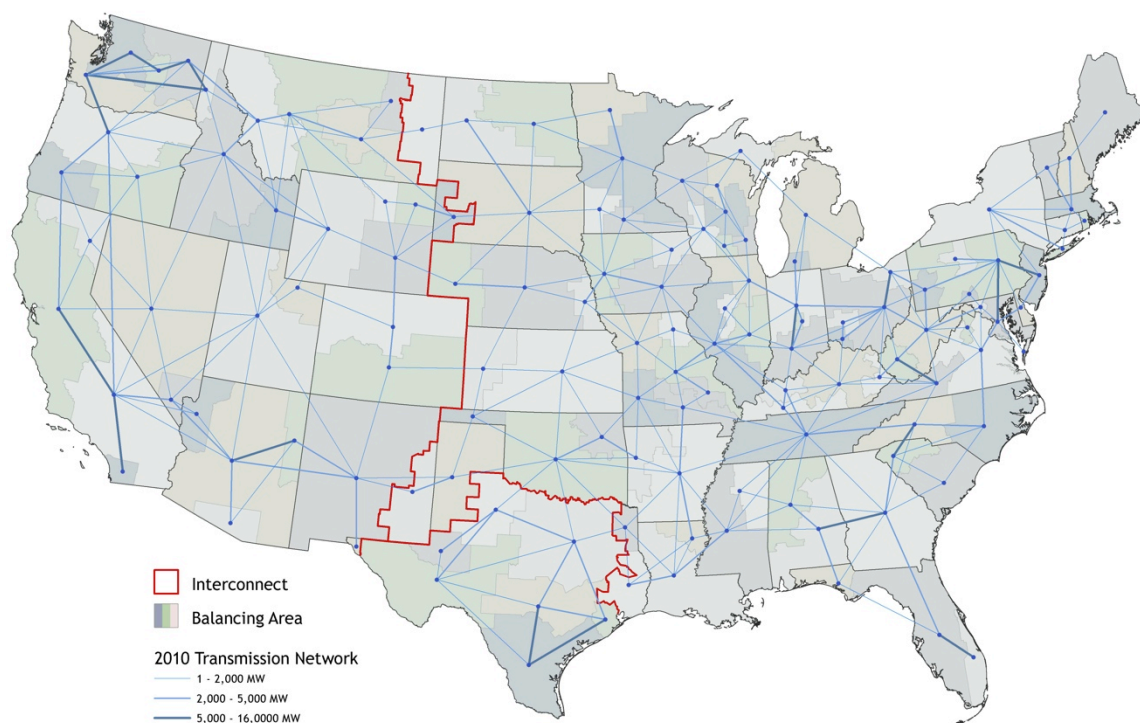 Interconnect
Balancing Area
2010 Transmission Network
1 - 2,000 MW
2,000 - 5,000 MW
5,000 - 16,0000 MW